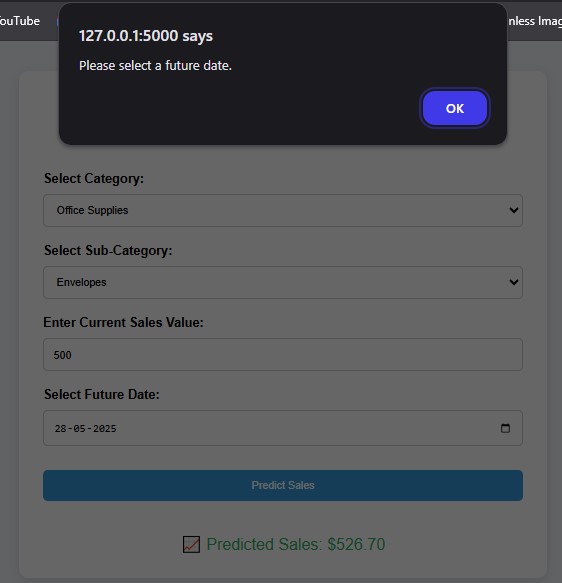 ouTube
nless Imag
127.0.0.1:5000 says
Please select a future date.
OK
Select Category:
Office Supplies
Select Sub-Category:
Envelopes
Enter Current Sales Value:
500
Select Future Date:
28-05-2025
Predict Sales
Predicted Sales: $526.70